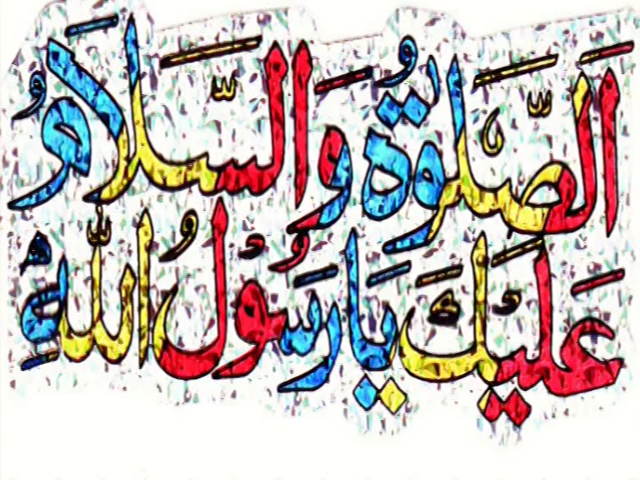 اَلصَّلٰوةُ وَالسَّلَامُ
عَلَيْكَ يَا رَسُوْلَ اللّٰهِ